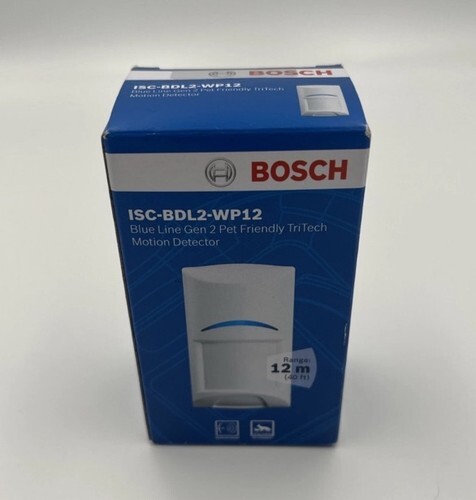 ISC-BDL2-WP12
Blue Line Gen 2 Pet Friendly TriTech
Motion Detector
BOSCH
BOSCH
ISC-BDL2-WP12
Blue Line Gen 2 Pet Friendly TriTech
Motion Detector
Range:
12 m
(40 ft)